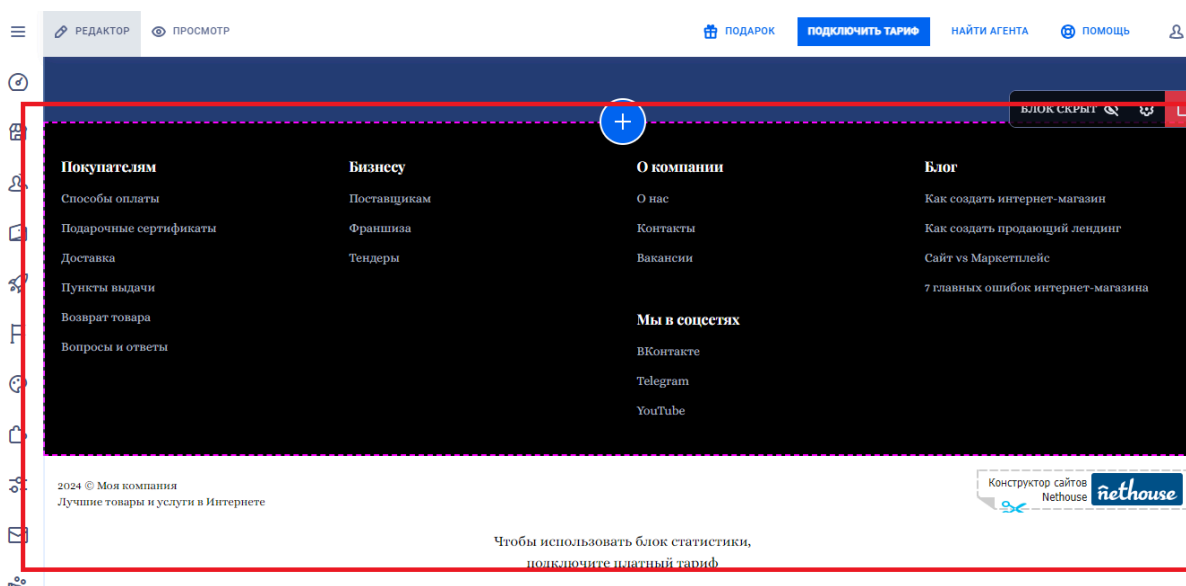 РЕДАКТОР
ПРОСМОТР
ПОДАРОК
ПОДКЛЮЧИТЬ ТАРИФ
НАЙТИ АГЕНТА
ПОМОЩЬ
БЛОК СКРЫТ
Покупателям
Способы оплаты
Подарочные сертификаты
Доставка
Пункты выдачи
Возврат товара
Вопросы и ответы
Бизнесу
Поставщикам
Франшиза
Тендеры
О компании
О нас
Контакты
Вакансии
Мы в соцсетях
ВКонтакте
Telegram
YouTube
Блог
Как создать интернет-магазин
Как создать продающий лендинг
Сайт vs Маркетплейс
7 главных ошибок интернет-магазина
2024 © Моя компания
Лучшие товары и услуги в Интернете
Конструктор сайтов
Nethouse
nethouse
Чтобы использовать блок статистики,
подключите платный тариф